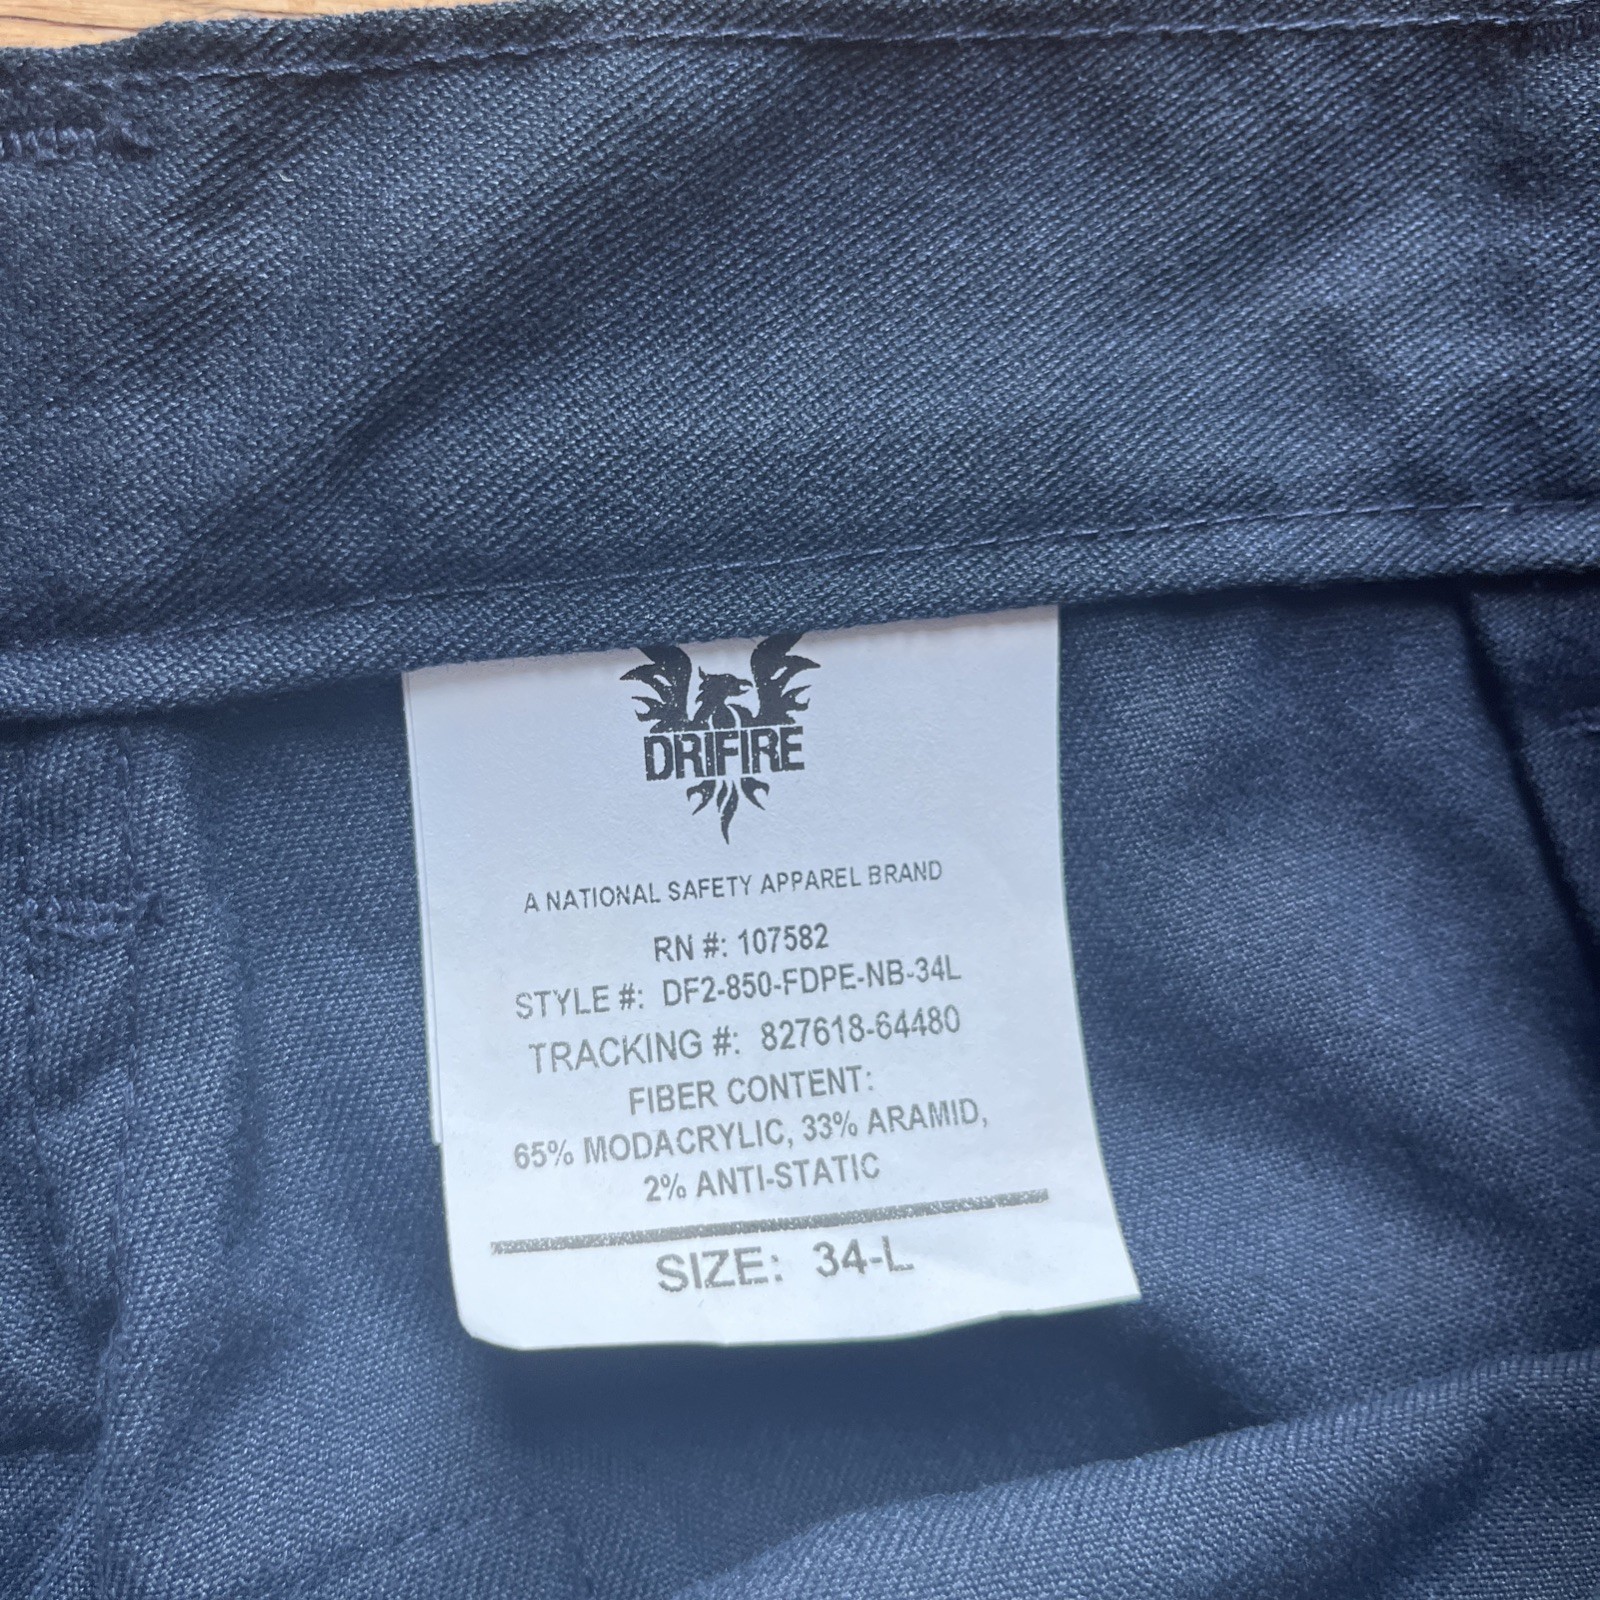 DRIFIRE
A NATIONAL SAFETY APPAREL BRAND
RN #: 107582
STYLE #: DF2-850-FDPE-NB-34L
TRACKING #: 827618-64480
FIBER CONTENT:
65% MODACRYLIC, 33% ARAMID,
2% ANTI-STATIC
SIZE: 34-L